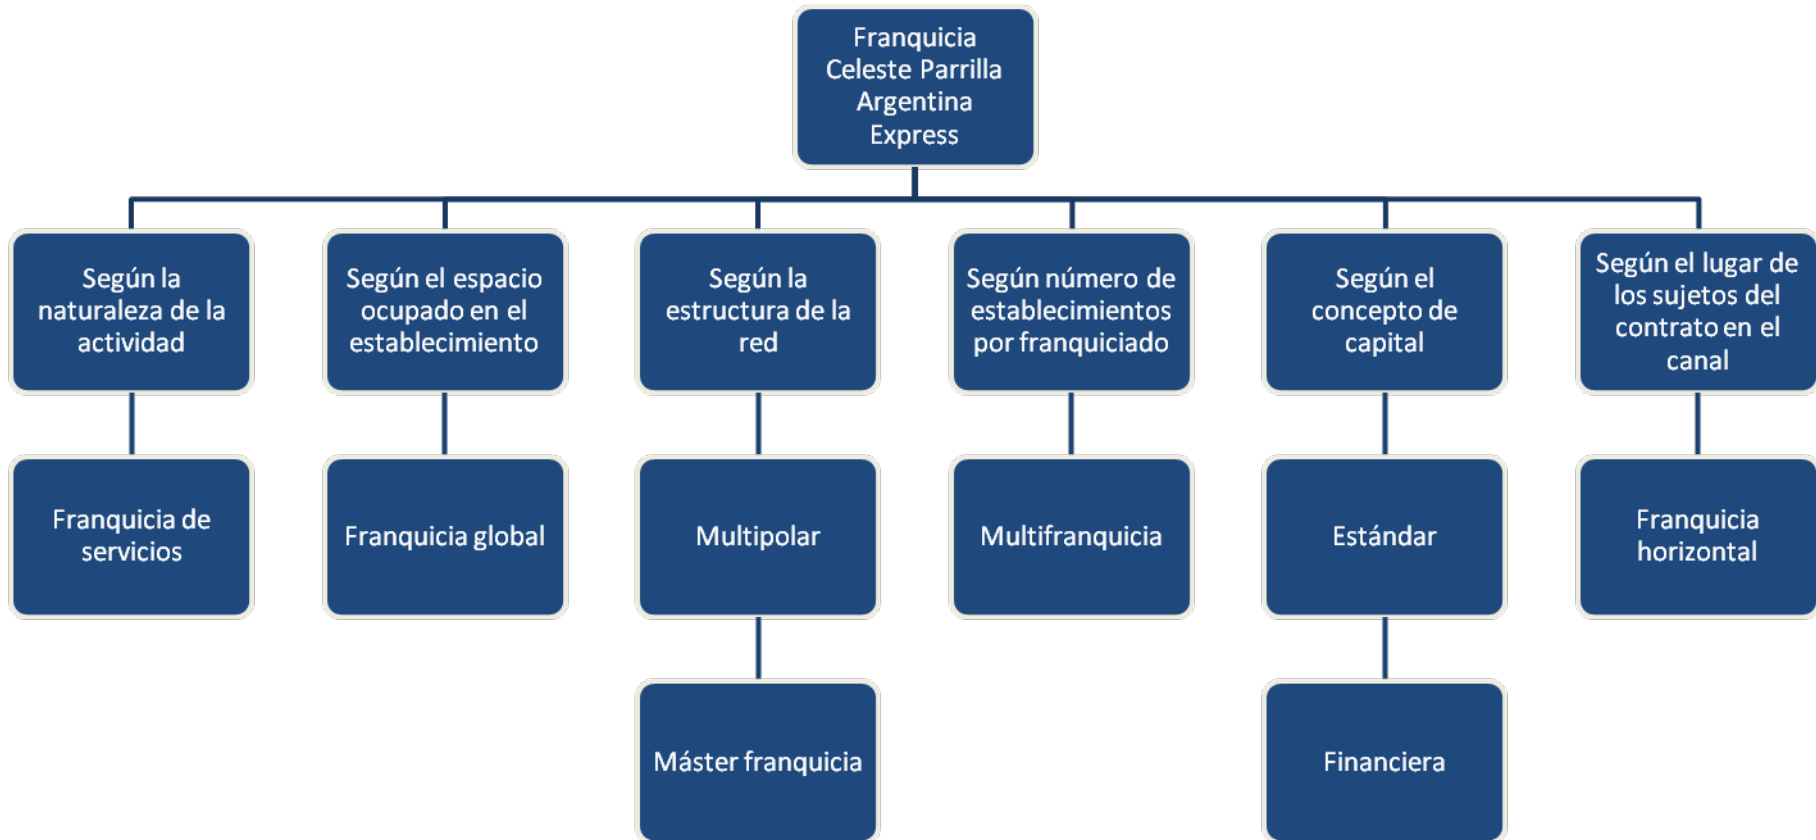 Franquicia
Celeste Parrilla
Argentina
Express
Según la
naturaleza de la
actividad
Según el espacio
ocupado en el
establecimiento
Según la
estructura de la
red
Según número de
establecimientos
por franquiciado
Según el
concepto de
capital
Según el lugar de
los sujetos del
contrato en el
canal
Franquicia de
servicios
Franquicia global
Multipolar
Multifranquicia
Estándar
Franquicia
horizontal
Máster franquicia
Financiera